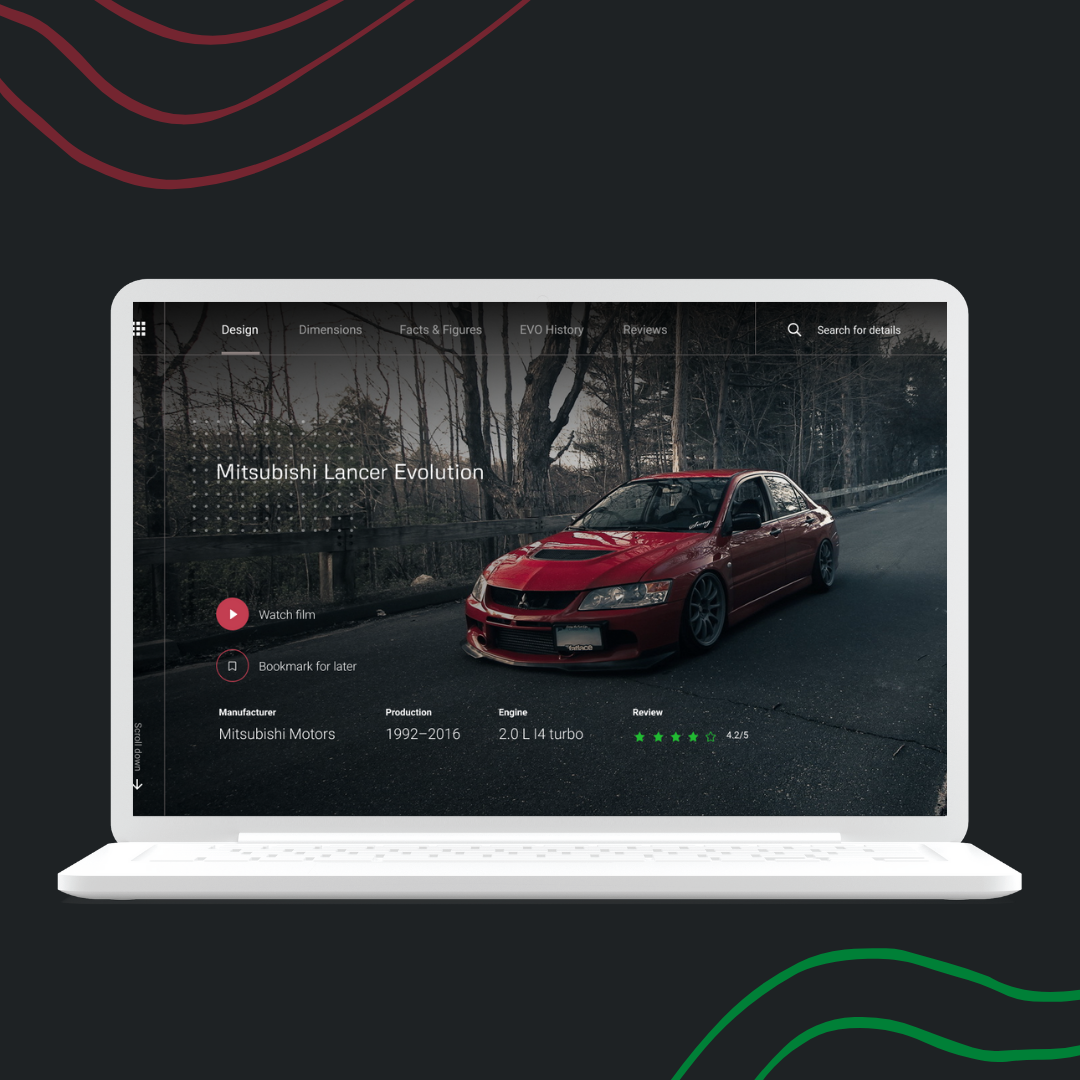 Design Dimensions Facts & Figures EVO History Reviews Search for details
Mitsubishi Lancer Evolution
Watch film
Bookmark for later
Manufacturer Production Engine Review
Mitsubishi Motors 1992–2016 2.0 L I4 turbo 4.2/5
Scroll down